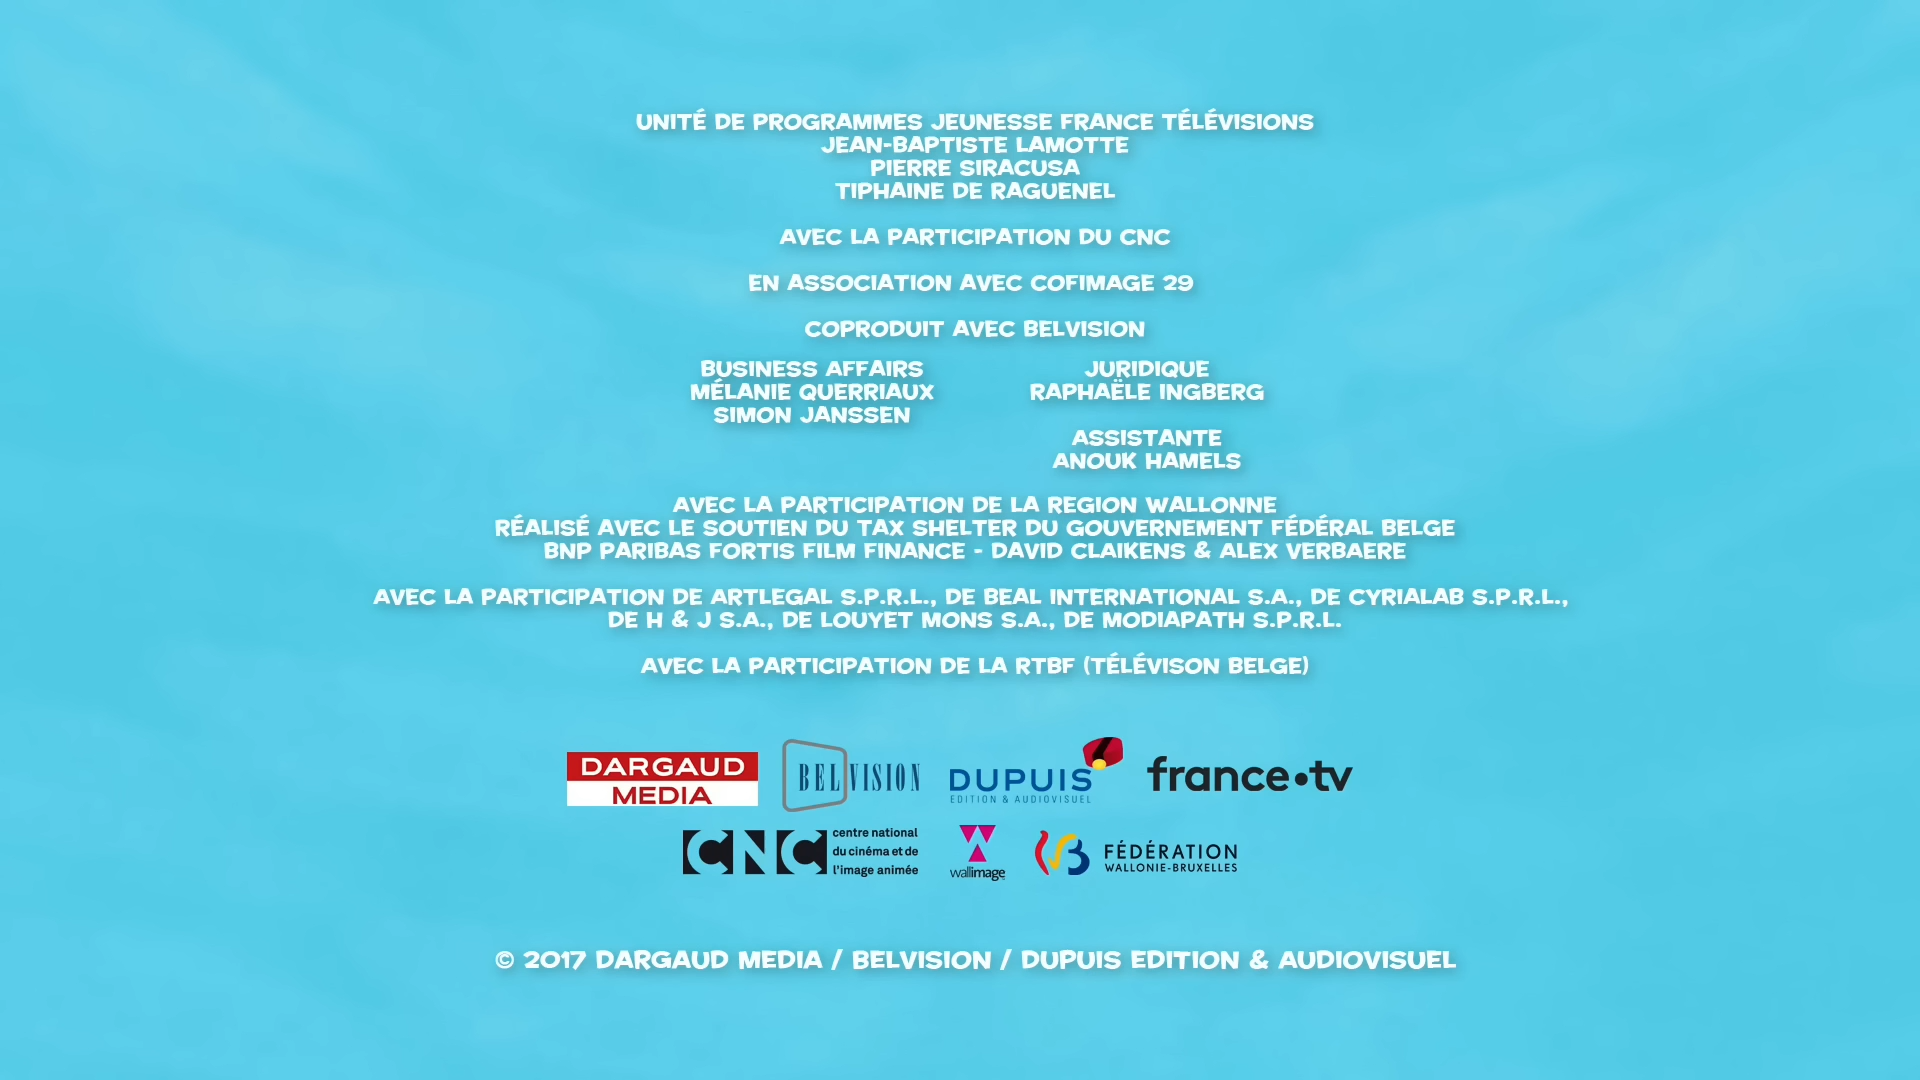 UNITÉ DE PROGRAMMES JEUNESSE FRANCE TÉLÉVISIONS
JEAN-BAPTISTE LAMOTTE
PIERRE SIRACUSA
TIPHAINE DE RAGUENEL
AVEC LA PARTICIPATION DU CNC
EN ASSOCIATION AVEC COFIMAGE 29
COPRODUIT AVEC BELVISION
BUSINESS AFFAIRS
MÉLANIE QUERRIAUX
SIMON JANSSEN
JURIDIQUE
RAPHAËLE INGBERG
ASSISTANTE
ANOUK HAMELS
AVEC LA PARTICIPATION DE LA REGION WALLONNE
RÉALISÉ AVEC LE SOUTIEN DU TAX SHELTER DU GOUVERNEMENT FÉDÉRAL BELGE
BNP PARIBAS FORTIS FILM FINANCE - DAVID CLAIKENS & ALEX VERBAERE
AVEC LA PARTICIPATION DE ARTLEGAL S.P.R.L., DE BEAL INTERNATIONAL S.A., DE CYRIALAB S.P.R.L.,
DE H & J S.A., DE LOUYET MONS S.A., DE MODIAPATH S.P.R.L.
AVEC LA PARTICIPATION DE LA RTBF (TÉLÉVISON BELGE)
DARGAUD
MEDIA
BELVISION
DUPUIS
EDITION & AUDIOVISUEL
france•tv
CNC
centre national
du cinéma et de
l'image animée
wallimage
FÉDÉRATION
WALLONIE-BRUXELLES
© 2017 DARGAUD MEDIA / BELVISION / DUPUIS EDITION & AUDIOVISUEL